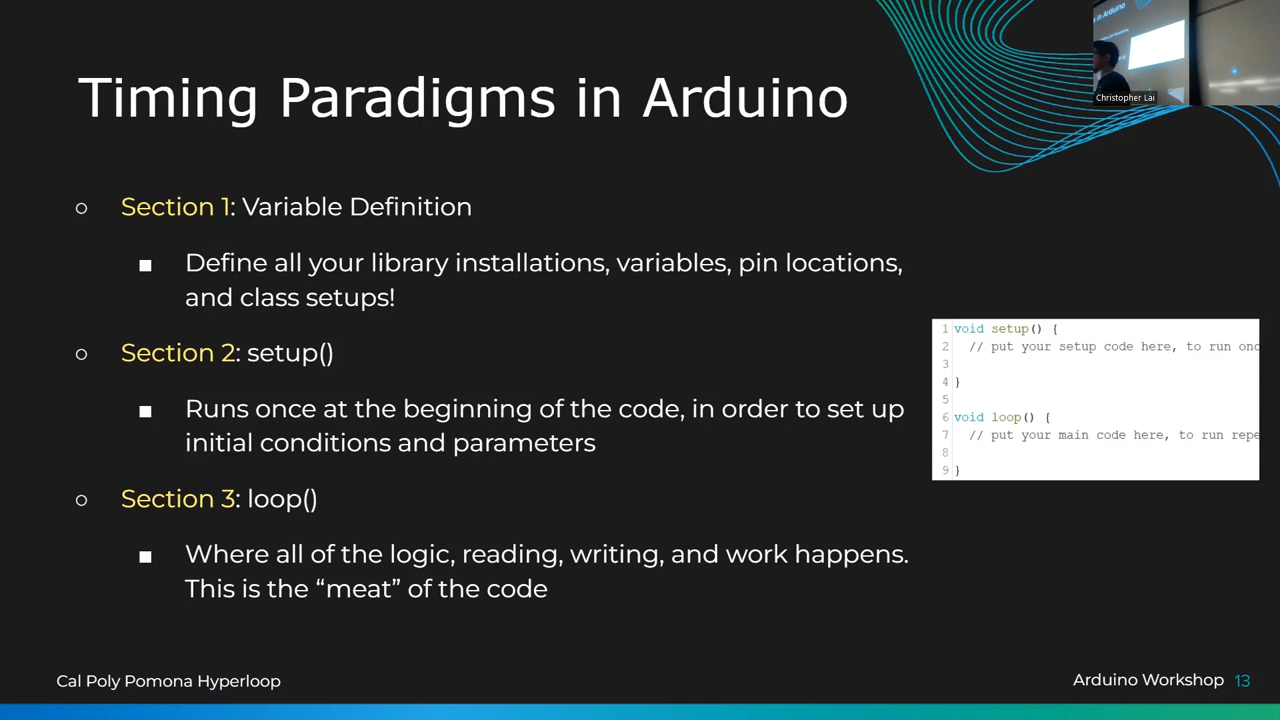 Timing Paradigms in Arduino
Christopher Lai
Section 1: Variable Definition
Define all your library installations, variables, pin locations,
and class setups!
Section 2: setup()
Runs once at the beginning of the code, in order to set up
initial conditions and parameters
Section 3: loop()
Where all of the logic, reading, writing, and work happens.
This is the “meat” of the code
1 void setup() {
2 // put your setup code here, to run onc
3
4 }
5
6 void loop() {
7 // put your main code here, to run repe
8
9 }
Cal Poly Pomona Hyperloop
Arduino Workshop 13